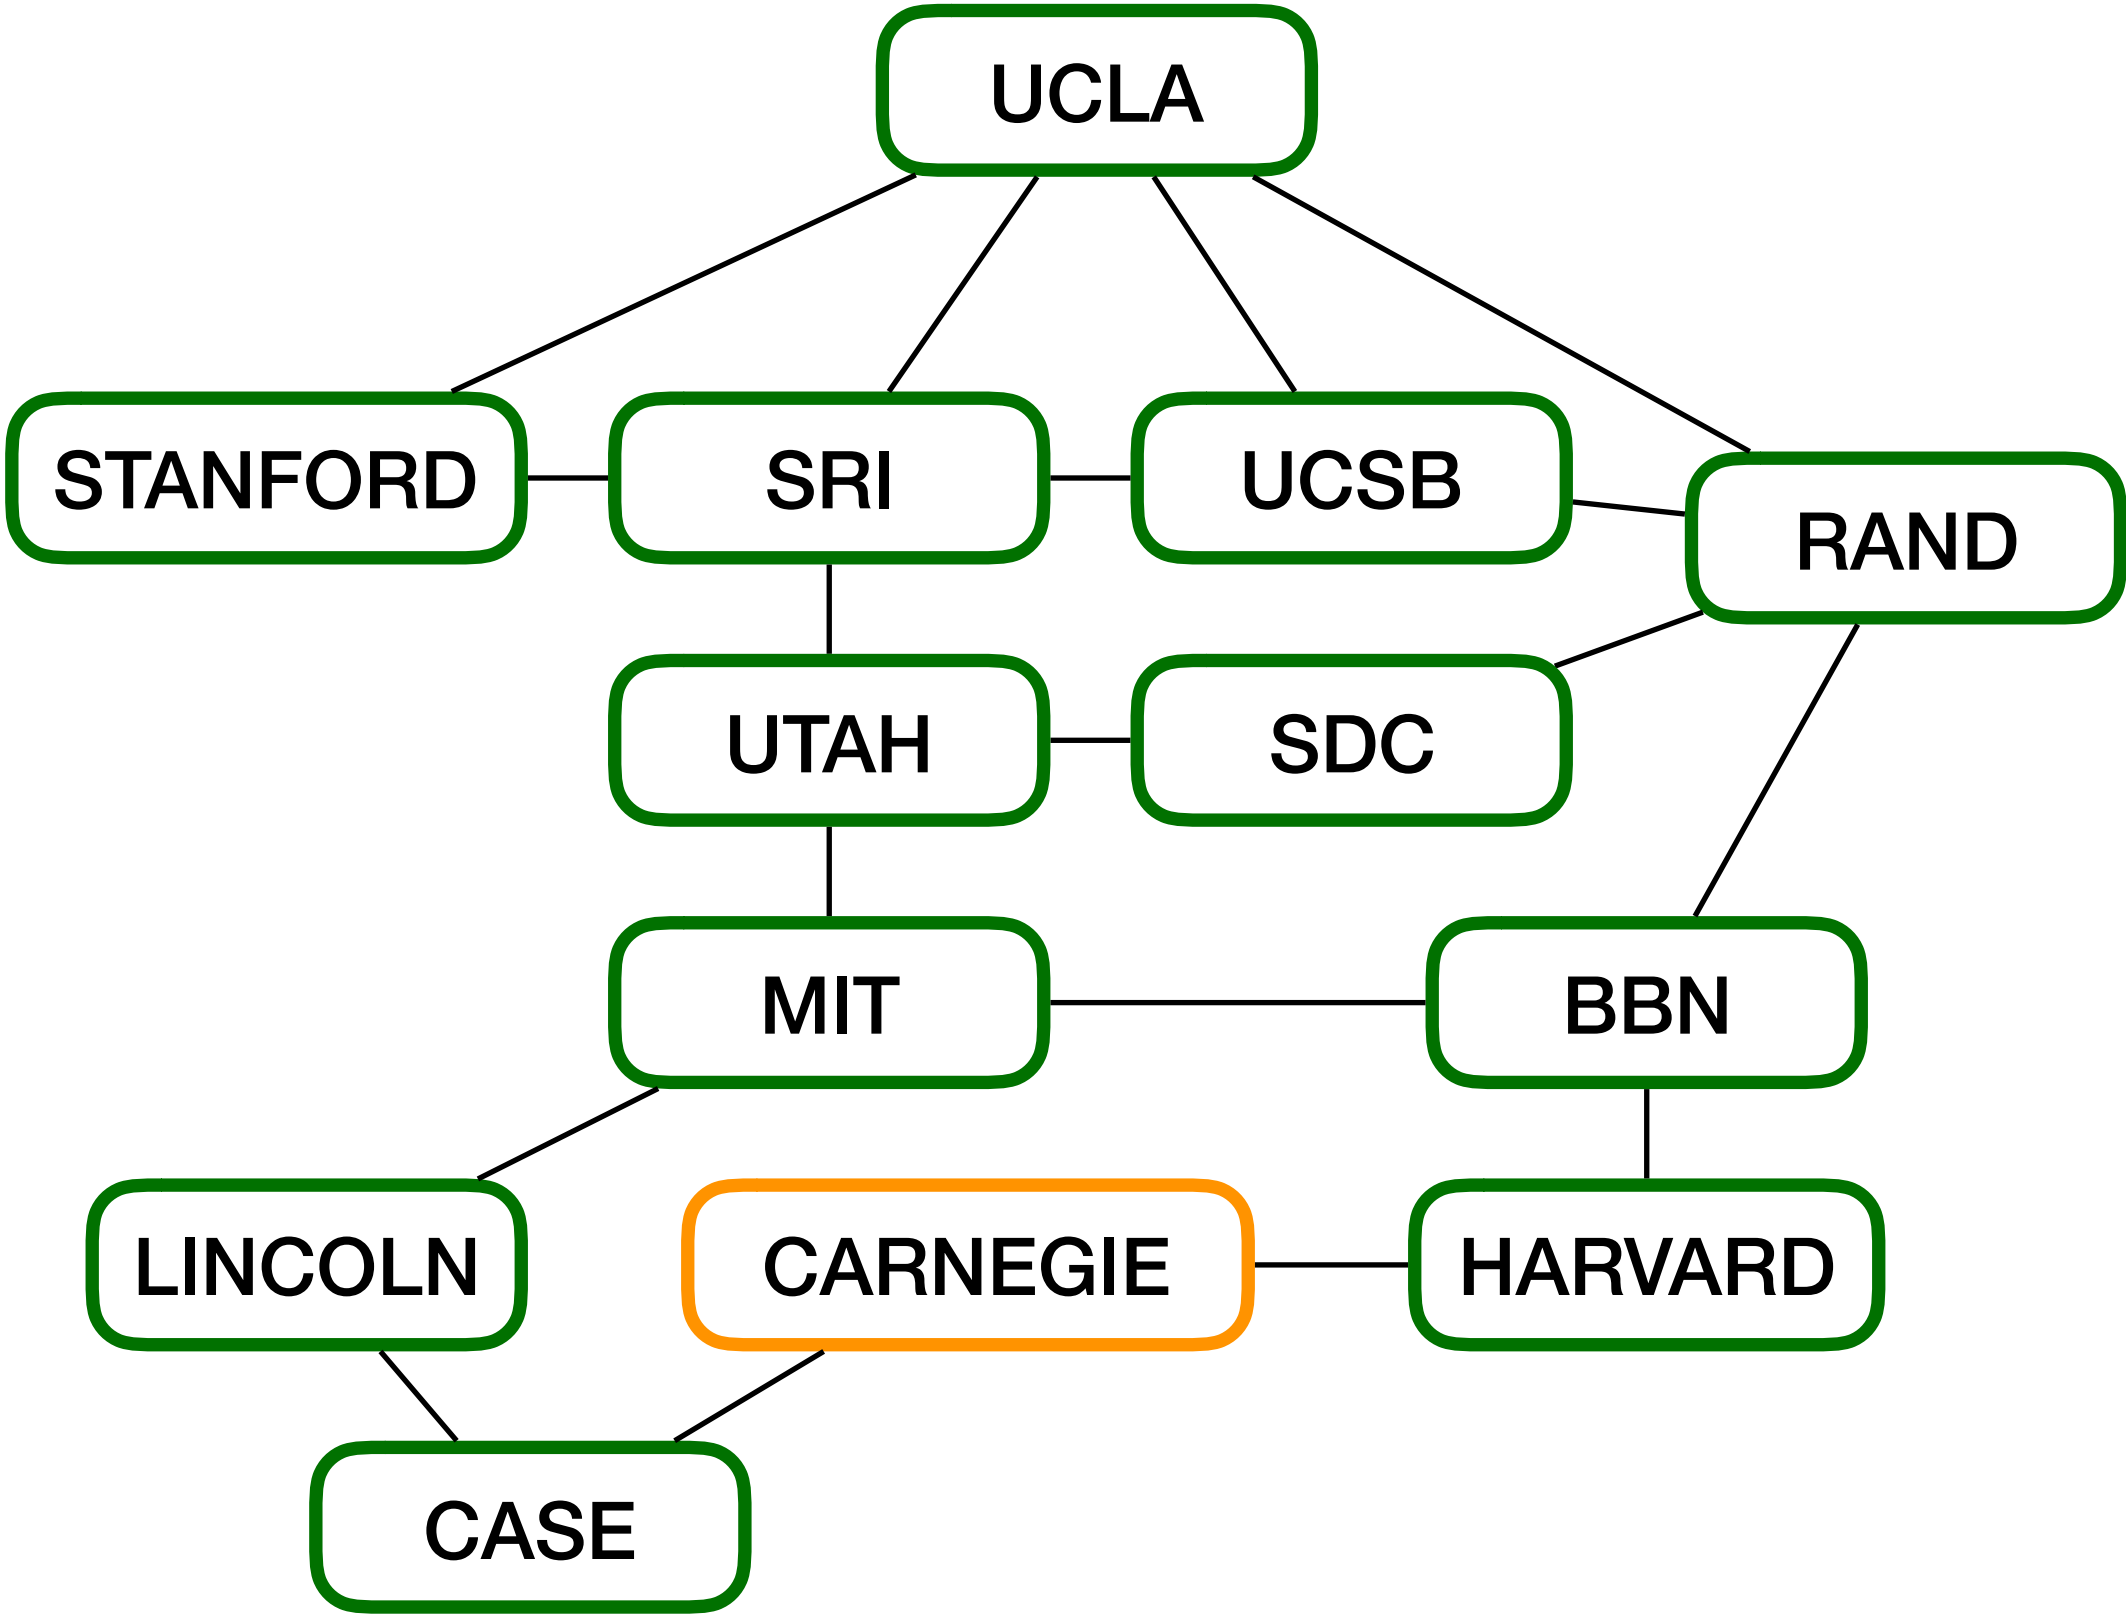 UCLA
STANFORD
SRI
UCSB
RAND
UTAH
SDC
MIT
BBN
LINCOLN
CARNEGIE
HARVARD
CASE